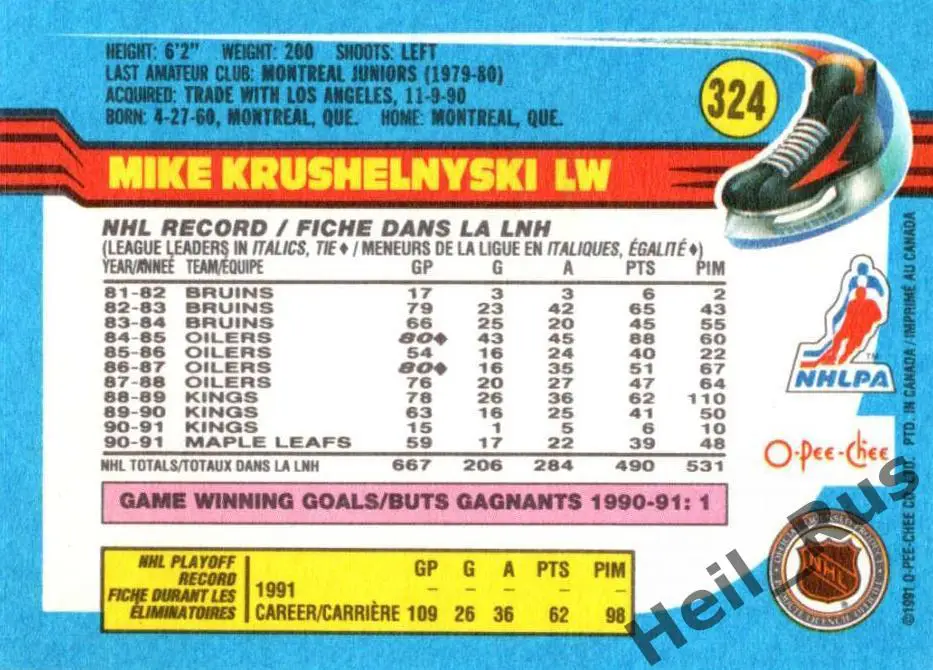 HEIGHT: 6'2" WEIGHT: 200 SHOOTS: LEFT
LAST AMATEUR CLUB: MONTREAL JUNIORS (1979-80)
ACQUIRED: TRADE WITH LOS ANGELES, 11-9-90
BORN: 4-27-60, MONTREAL, QUE. HOME: MONTREAL, QUE.
324
MIKE KRUSHELNYSKI LW
NHL RECORD / FICHE DANS LA LNH
(LEAGUE LEADERS IN ITALICS, TIE ♦ / MENEURS DE LA LIGUE EN ITALIQUES, ÉGALITÉ ♦)
YEAR/ANNEÉ TEAM/ÉQUIPE GP G A PTS PIM
81-82 BRUINS 17 3 3 6 2
82-83 BRUINS 79 23 42 65 43
83-84 BRUINS 66 25 20 45 55
84-85 OILERS 80♦ 43 45 88 60
85-86 OILERS 54 16 24 40 22
86-87 OILERS 80♦ 16 35 51 67
87-88 OILERS 76 20 27 47 64
88-89 KINGS 78 26 36 62 110
89-90 KINGS 63 16 25 41 50
90-91 KINGS 15 1 5 6 10
90-91 MAPLE LEAFS 59 17 22 39 48
NHL TOTALS/TOTAUX DANS LA LNH 667 206 284 490 531
GAME WINNING GOALS/BUTS GAGNANTS 1990-91: 1
NHL PLAYOFF
RECORD
FICHE DURANT LES
ÉLIMINATOIRES
GP G A PTS PIM
1991 – – – – –
CAREER/CARRIÈRE 109 26 36 62 98
TM
NHLPA
O-Pee-Chee
NHL
©1991 O-PEE-CHEE CO. LTD. PTD. IN CANADA/IMPRIMÉ AU CANADA
Heil_Rus